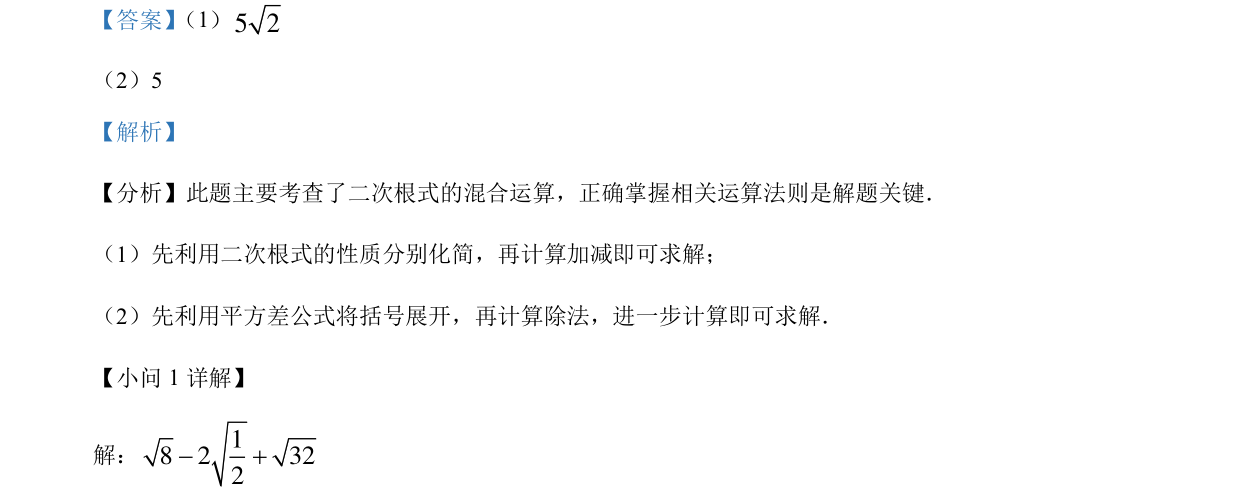 【答案】（1）5√2
（2）5
【解析】
【分析】此题主要考查了二次根式的混合运算，正确掌握相关运算法则是解题关键．
（1）先利用二次根式的性质分别化简，再计算加减即可求解；
（2）先利用平方差公式将括号展开，再计算除法，进一步计算即可求解．
【小问 1 详解】
解：√8－2√(1/2)＋√32